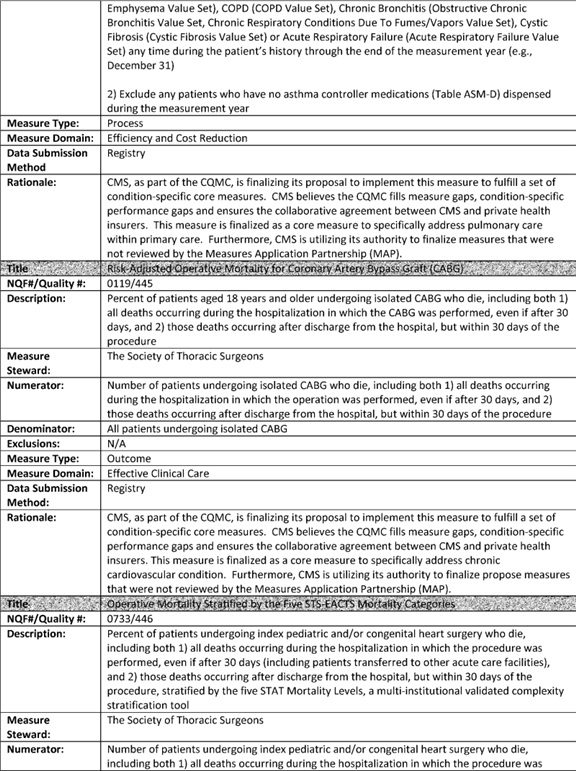 Emphysema Value Set), COPD (COPD Value Set), Chronic Bronchitis (Obstructive Chronic
Bronchitis Value Set, Chronic Respiratory Conditions Due To Fumes/Vapors Value Set), Cystic
Fibrosis (Cystic Fibrosis Value Set) or Acute Respiratory Failure (Acute Respiratory Failure Value
Set) any time during the patient's history through the end of the measurement year (e.g.,
December 31)
2) Exclude any patients who have no asthma controller medications (Table ASM-D) dispensed
during the measurement year
Measure Type: Process
Measure Domain: Efficiency and Cost Reduction
Data Submission Registry
Method
Rationale: CMS, as part of the CQMC, is finalizing its proposal to implement this measure to fulfill a set of
condition-specific core measures. CMS believes the CQMC fills measure gaps, condition-specific
performance gaps and ensures the collaborative agreement between CMS and private health
insurers. This measure is finalized as a core measure to specifically address pulmonary care
within primary care. Furthermore, CMS is utilizing its authority to finalize measures that were
not reviewed by the Measures Application Partnership (MAP).
Title Risk-Adjusted Operative Mortality for Coronary Artery Bypass Graft (CABG)
NQF#/Quality #: 0119/445
Description: Percent of patients aged 18 years and older undergoing isolated CABG who die, including both 1)
all deaths occurring during the hospitalization in which the CABG was performed, even if after 30
days, and 2) those deaths occurring after discharge from the hospital, but within 30 days of the
procedure
Measure The Society of Thoracic Surgeons
Steward:
Numerator: Number of patients undergoing isolated CABG who die, including both 1) all deaths occurring
during the hospitalization in which the operation was performed, even if after 30 days, and 2)
those deaths occurring after discharge from the hospital, but within 30 days of the procedure
Denominator: All patients undergoing isolated CABG
Exclusions: N/A
Measure Type: Outcome
Measure Domain: Effective Clinical Care
Data Submission Registry
Method:
Rationale: CMS, as part of the CQMC, is finalizing its proposal to implement this measure to fulfill a set of
condition-specific core measures. CMS believes the CQMC fills measure gaps, condition-specific
performance gaps and ensures the collaborative agreement between CMS and private health
insurers. This measure is finalized as a core measure to specifically address chronic
cardiovascular condition. Furthermore, CMS is utilizing its authority to finalize propose measures
that were not reviewed by the Measures Application Partnership (MAP).
Title Operative Mortality Stratified by the Five STS-EACTS Mortality Categories
NQF#/Quality #: 0733/446
Description: Percent of patients undergoing index pediatric and/or congenital heart surgery who die,
including both 1) all deaths occurring during the hospitalization in which the procedure was
performed, even if after 30 days (including patients transferred to other acute care facilities),
and 2) those deaths occurring after discharge from the hospital, but within 30 days of the
procedure, stratified by the five STAT Mortality Levels, a multi-institutional validated complexity
stratification tool
Measure The Society of Thoracic Surgeons
Steward:
Numerator: Number of patients undergoing index pediatric and/or congenital heart surgery who die,
including both 1) all deaths occurring during the hospitalization in which the procedure was